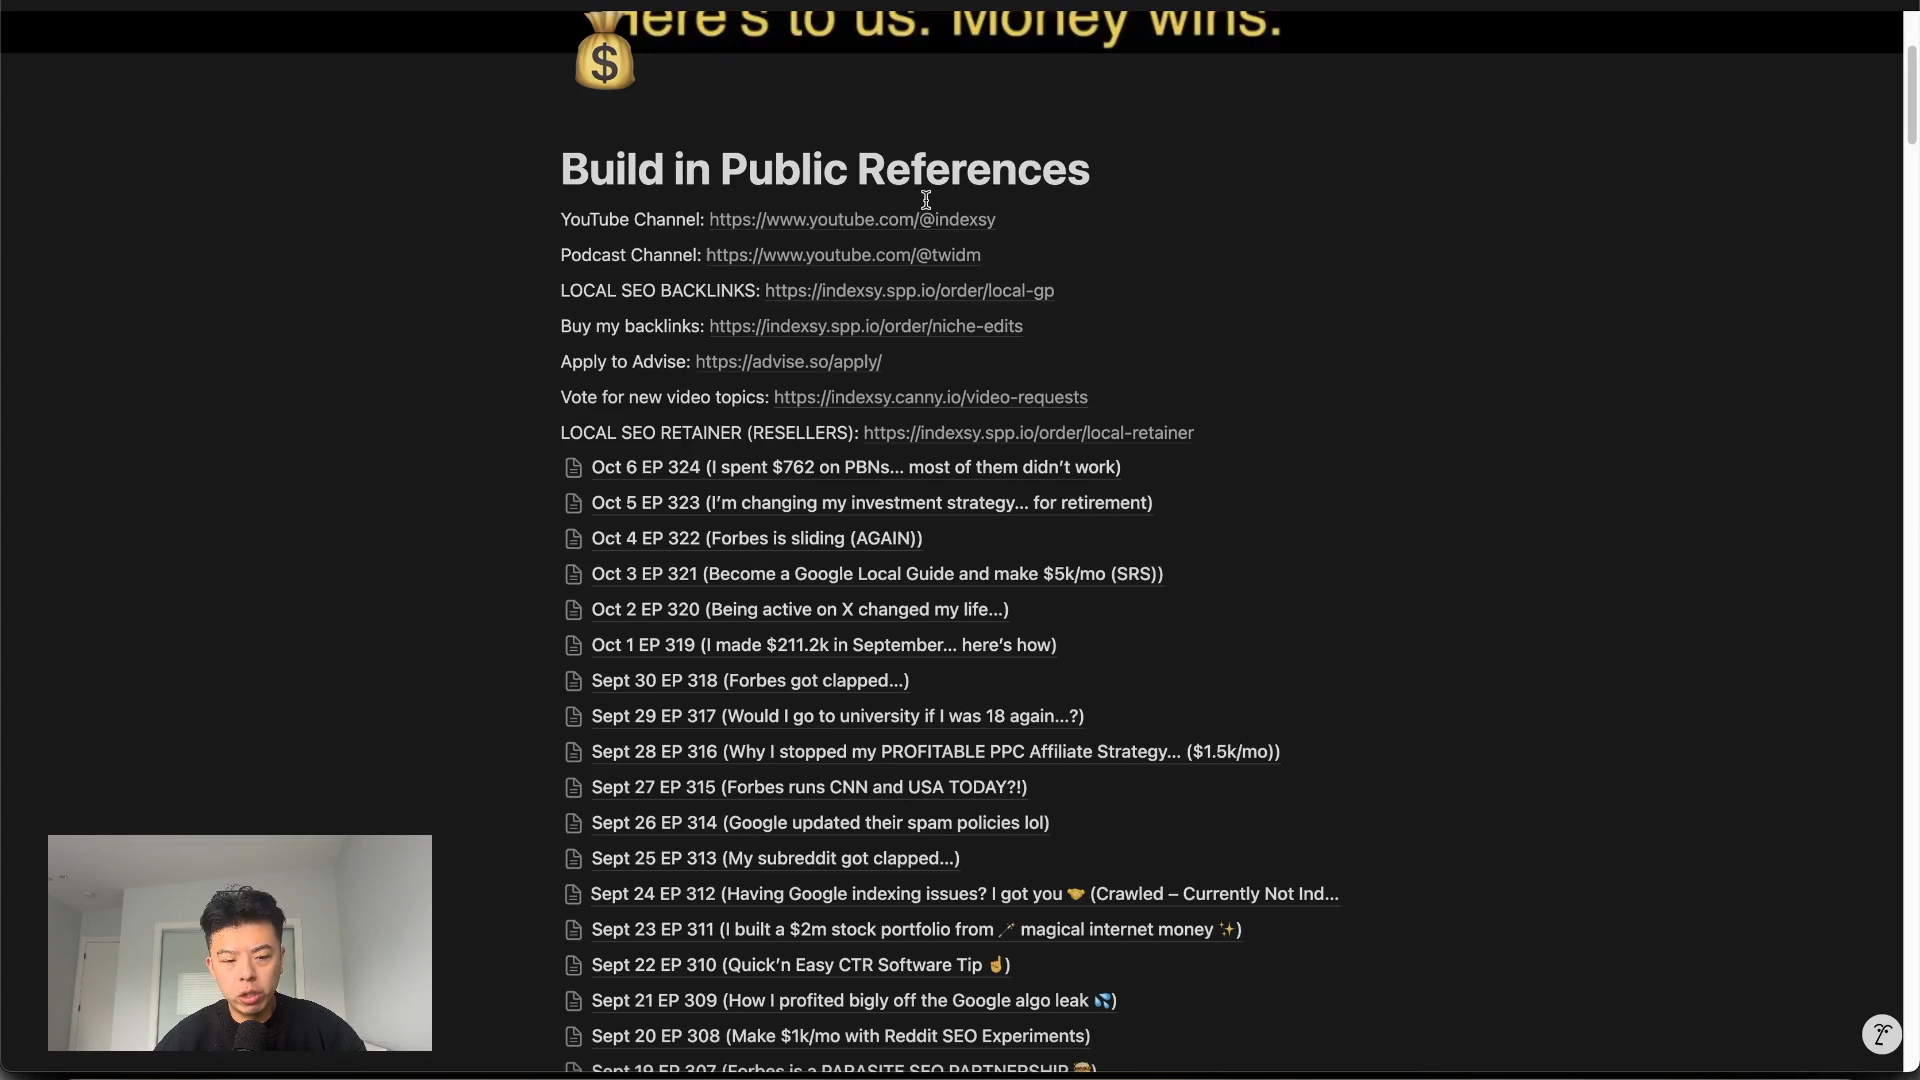 Here's to us. Money wins.
Build in Public References
YouTube Channel: https://www.youtube.com/@indexsy
Podcast Channel: https://www.youtube.com/@twidm
LOCAL SEO BACKLINKS: https://indexsy.spp.io/order/local-gp
Buy my backlinks: https://indexsy.spp.io/order/niche-edits
Apply to Advise: https://advise.so/apply/
Vote for new video topics: https://indexsy.canny.io/video-requests
LOCAL SEO RETAINER (RESELLERS): https://indexsy.spp.io/order/local-retainer
Oct 6 EP 324 (I spent $762 on PBNs... most of them didn’t work)
Oct 5 EP 323 (I’m changing my investment strategy... for retirement)
Oct 4 EP 322 (Forbes is sliding (AGAIN))
Oct 3 EP 321 (Become a Google Local Guide and make $5k/mo (SRS))
Oct 2 EP 320 (Being active on X changed my life...)
Oct 1 EP 319 (I made $211.2k in September... here’s how)
Sept 30 EP 318 (Forbes got clapped...)
Sept 29 EP 317 (Would I go to university if I was 18 again...?)
Sept 28 EP 316 (Why I stopped my PROFITABLE PPC Affiliate Strategy... ($1.5k/mo))
Sept 27 EP 315 (Forbes runs CNN and USA TODAY?!)
Sept 26 EP 314 (Google updated their spam policies lol)
Sept 25 EP 313 (My subreddit got clapped...)
Sept 24 EP 312 (Having Google indexing issues? I got you 🤝 (Crawled – Currently Not Ind...
Sept 23 EP 311 (I built a $2m stock portfolio from 🪄 magical internet money ✨)
Sept 22 EP 310 (Quick’n Easy CTR Software Tip ☝️)
Sept 21 EP 309 (How I profited bigly off the Google algo leak 💦)
Sept 20 EP 308 (Make $1k/mo with Reddit SEO Experiments)
Sept 19 EP 307 (Forbes is a PARASITE SEO PARTNERSHIP